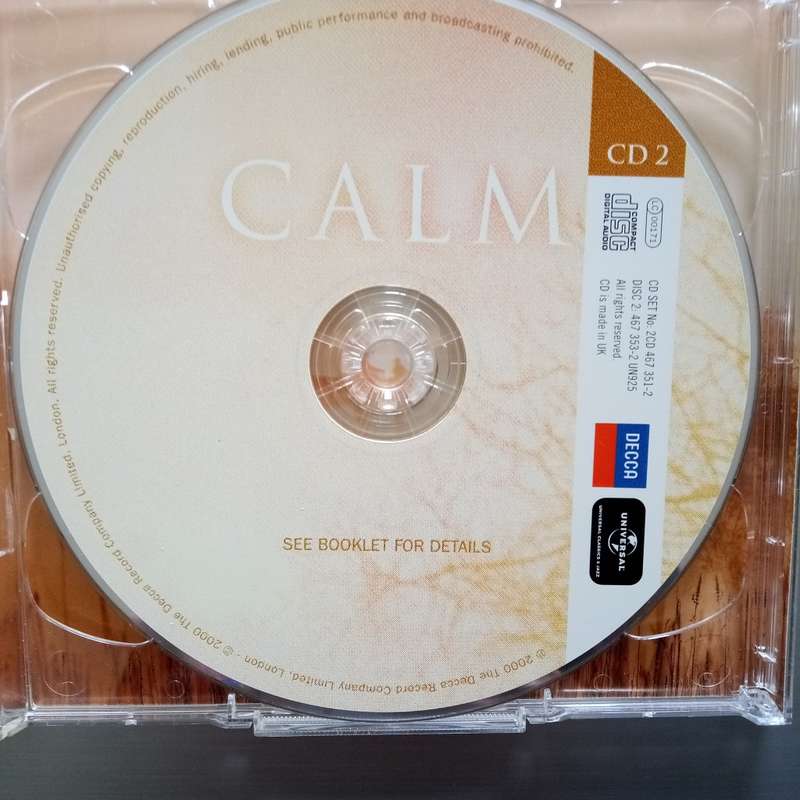 ℗ 2000 The Decca Record Company Limited, London · © 2000 The Decca Record Company Limited, London. All rights reserved. Unauthorised copying, reproduction, hiring, lending, public performance and broadcasting prohibited.
CD 2
CALM
LC 00171
COMPACT
disc
DIGITAL AUDIO
CD SET No. 2CD 467 351-2
DISC 2: 467 353-2 UN925
All rights reserved
CD is made in UK
DECCA
UNIVERSAL
UNIVERSAL CLASSICS & JAZZ
SEE BOOKLET FOR DETAILS